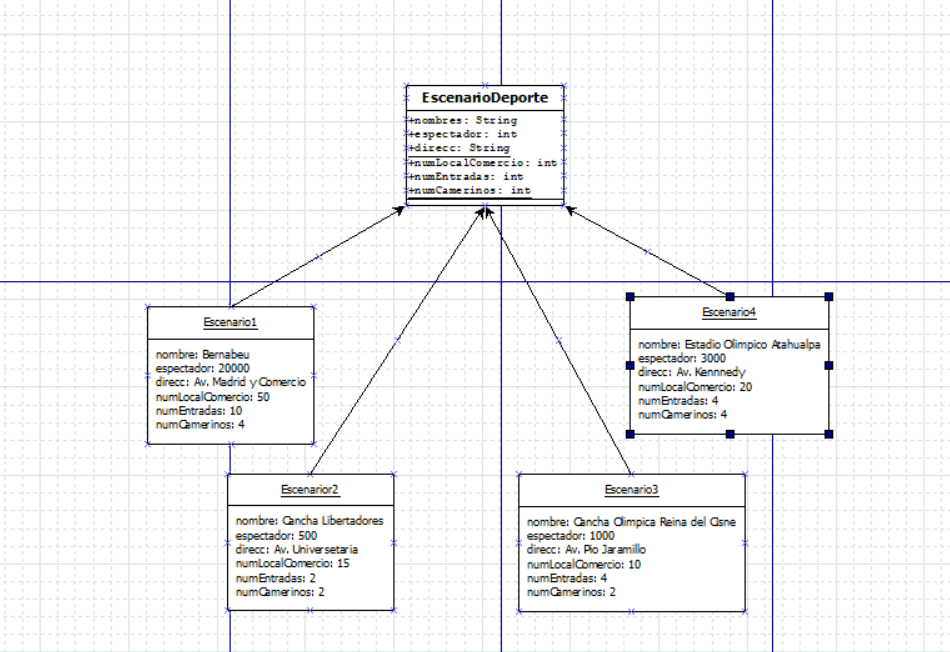 EscenarioDeporte
+nombres: String
+espectador: int
+direcc: String
+numLocalComercio: int
+numEntradas: int
+numCamerinos: int
Escenario1
nombre: Bernabeu
espectador: 20000
direcc: Av. Madrid y Comercio
numLocalComercio: 50
numEntradas: 10
numCamerinos: 4
Escenario4
nombre: Estadio Olimpico Atahualpa
espectador: 3000
direcc: Av. Kennnedy
numLocalComercio: 20
numEntradas: 4
numCamerinos: 4
Escenarior2
nombre: Cancha Libertadores
espectador: 500
direcc: Av. Universetaria
numLocalComercio: 15
numEntradas: 2
numCamerinos: 2
Escenario3
nombre: Cancha Olimpica Reina del Cisne
espectador: 1000
direcc: Av. Pio Jaramillo
numLocalComercio: 10
numEntradas: 4
numCamerinos: 2